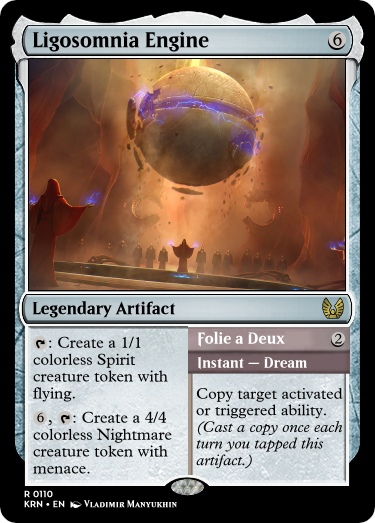 Ligosomnia Engine 6
Legendary Artifact
: Create a 1/1
colorless Spirit
creature token with
flying.
6, : Create a 4/4
colorless Nightmare
creature token with
menace.
Folie a Deux 2
Instant — Dream
Copy target activated
or triggered ability.
(Cast a copy once each
turn you tapped this
artifact.)
R 0110
KRN • EN Vladimir Manyukhin